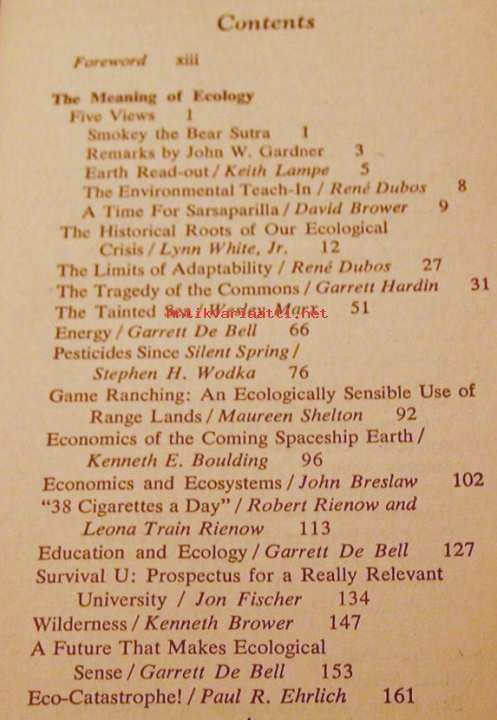 Contents
Foreword xiii
The Meaning of Ecology
Five Views 1
Smokey the Bear Sutra 1
Remarks by John W. Gardner 3
Earth Read-out / Keith Lampe 5
The Environmental Teach-In / René Dubos 8
A Time For Sarsaparilla / David Brower 9
The Historical Roots of Our Ecological
Crisis / Lynn White, Jr. 12
The Limits of Adaptability / René Dubos 27
The Tragedy of the Commons / Garrett Hardin 31
The Tainted Sea / Wesley Marx 51
antikvariaatti.net
Energy / Garrett De Bell 66
Pesticides Since Silent Spring /
Stephen H. Wodka 76
Game Ranching: An Ecologically Sensible Use of
Range Lands / Maureen Shelton 92
Economics of the Coming Spaceship Earth /
Kenneth E. Boulding 96
Economics and Ecosystems / John Breslaw 102
"38 Cigarettes a Day" / Robert Rienow and
Leona Train Rienow 113
Education and Ecology / Garrett De Bell 127
Survival U: Prospectus for a Really Relevant
University / Jon Fischer 134
Wilderness / Kenneth Brower 147
A Future That Makes Ecological
Sense / Garrett De Bell 153
Eco-Catastrophe! / Paul R. Ehrlich 161